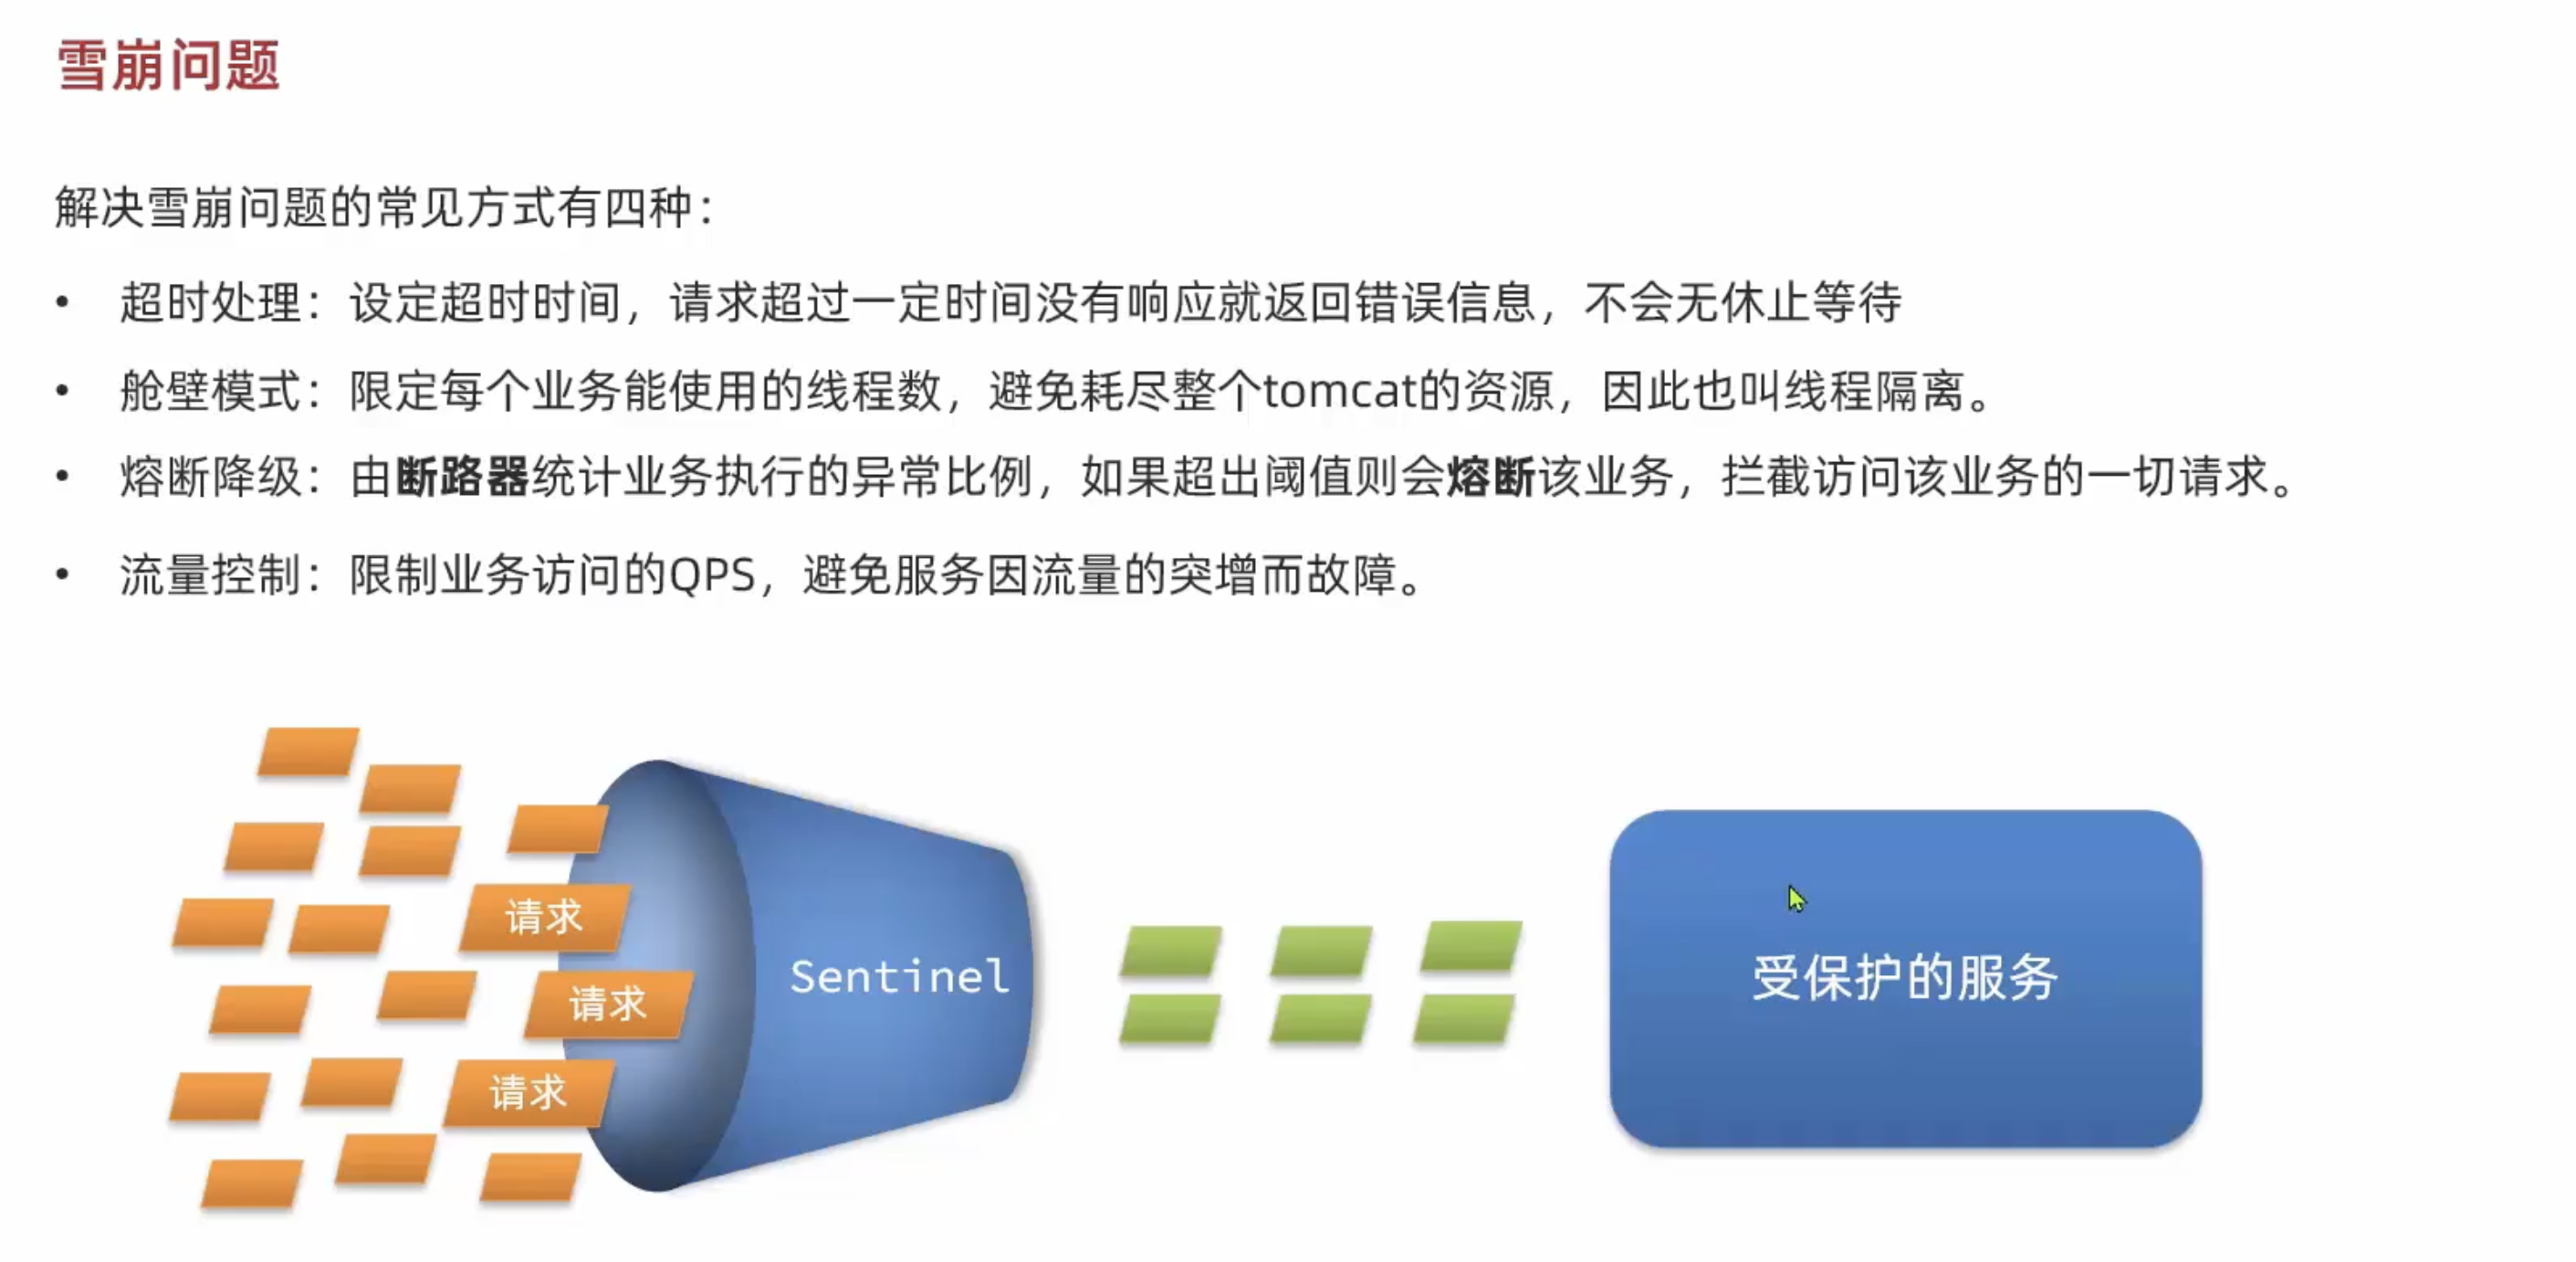 雪崩问题
解决雪崩问题的常见方式有四种：
• 超时处理：设定超时时间，请求超过一定时间没有响应就返回错误信息，不会无休止等待
• 舱壁模式：限定每个业务能使用的线程数，避免耗尽整个tomcat的资源，因此也叫线程隔离。
• 熔断降级：由断路器统计业务执行的异常比例，如果超出阈值则会熔断该业务，拦截访问该业务的一切请求。
• 流量控制：限制业务访问的QPS，避免服务因流量的突增而故障。
请求
请求
请求
Sentinel
受保护的服务